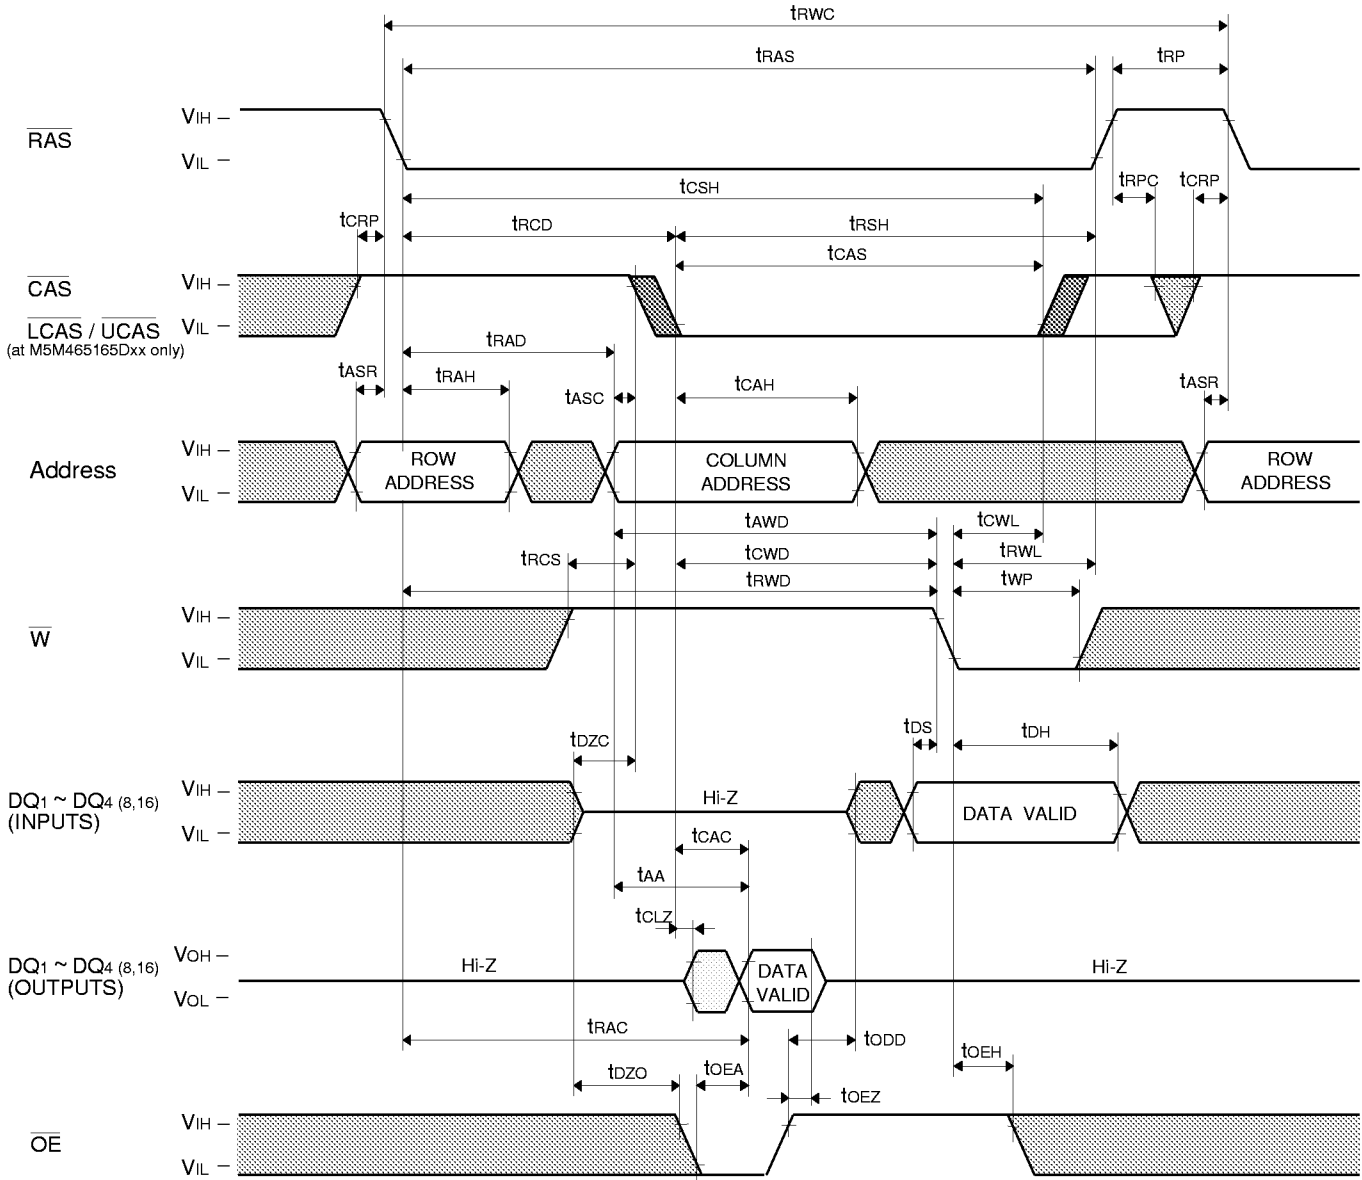 tRWC
tRAS
tRP
RAS
VIH
VIL
tCSH
tRPC
tCRP
tCRP
tRCD
tRSH
tCAS
CAS
VIH
LCAS / UCAS
VIL
(at M5M465165Dxx only)
tRAD
tASR
tRAH
tASC
tCAH
tASR
Address
VIH
VIL
ROW
ADDRESS
COLUMN
ADDRESS
ROW
ADDRESS
tAWD
tCWL
tRCS
tCWD
tRWL
tRWD
tWP
W
VIH
VIL
tDS
tDH
tDZC
DQ1 ~ DQ4 (8,16)
(INPUTS)
VIH
VIL
Hi-Z
DATA VALID
tCAC
tAA
tCLZ
DQ1 ~ DQ4 (8,16)
(OUTPUTS)
VOH
VOL
Hi-Z
DATA
VALID
Hi-Z
tRAC
tODD
tOEH
tDZO
tOEA
tOEZ
OE
VIH
VIL